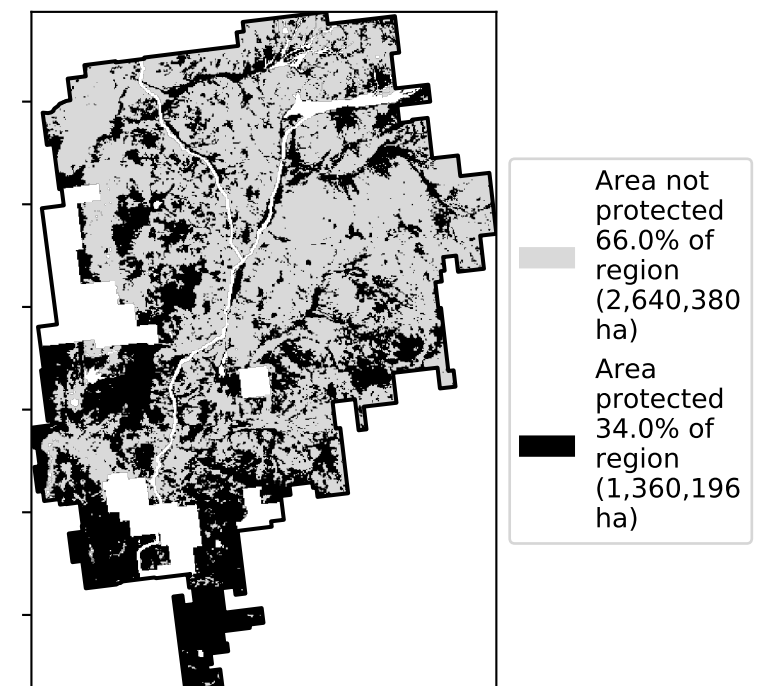 Area not
protected
66.0% of
region
(2,640,380
ha)
Area
protected
34.0% of
region
(1,360,196
ha)